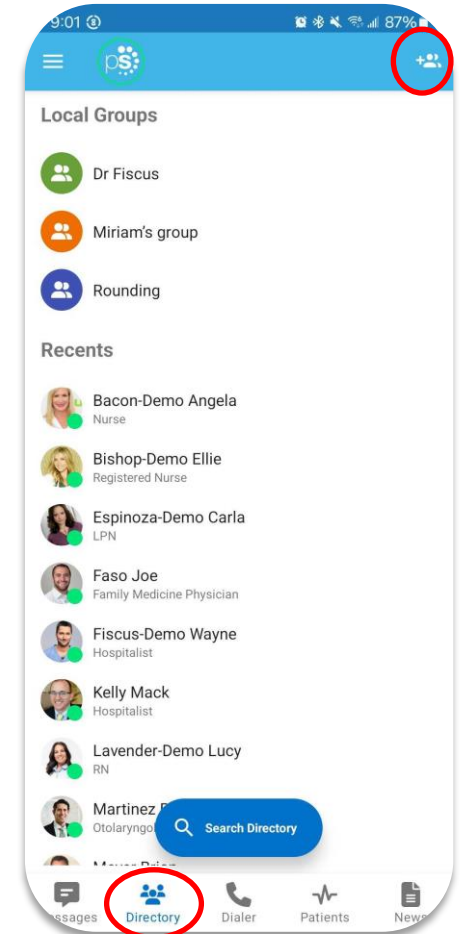 9:01
87%
ps
Local Groups
Dr Fiscus
Miriam's group
Rounding
Recents
Bacon-Demo Angela
Nurse
Bishop-Demo Ellie
Registered Nurse
Espinoza-Demo Carla
LPN
Faso Joe
Family Medicine Physician
Fiscus-Demo Wayne
Hospitalist
Kelly Mack
Hospitalist
Lavender-Demo Lucy
RN
Martinez
Search Directory
Directory
Dialer
Patients